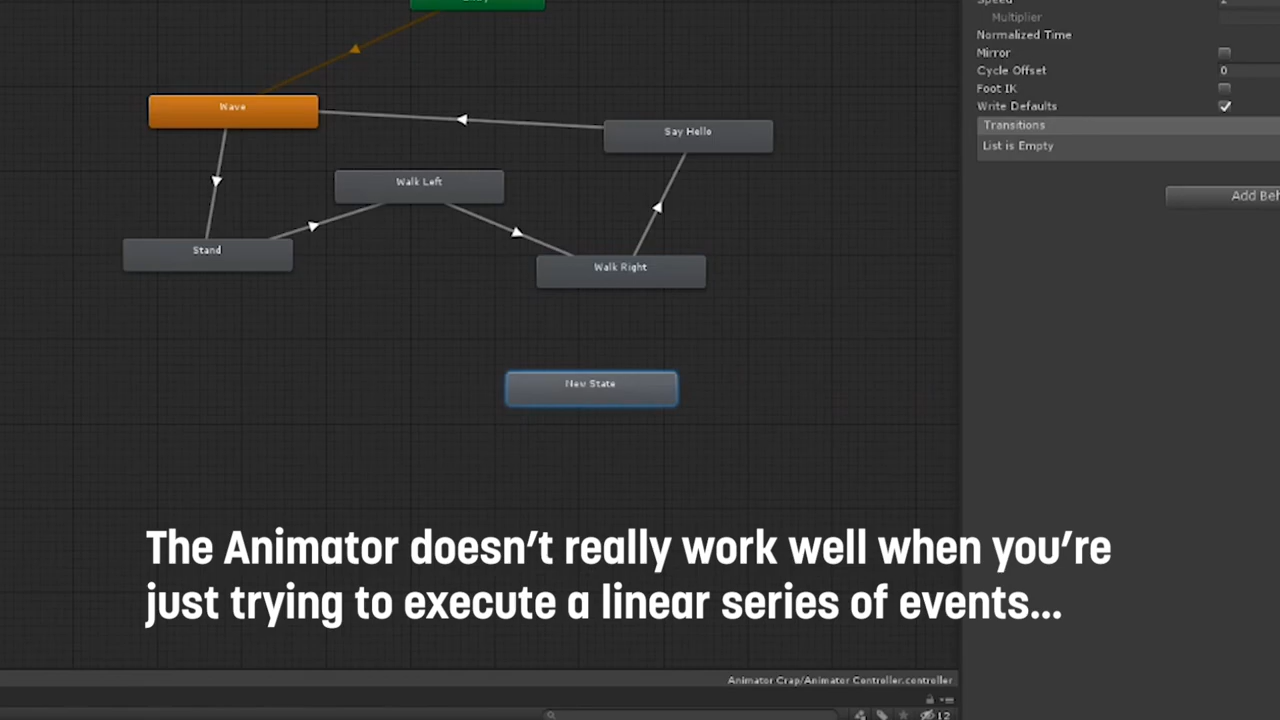 Speed
Multiplier
Normalized Time
Mirror
Cycle Offset
0
Foot IK
Write Defaults
Transitions
List is Empty
Add Beh
Wave
Say Hello
Walk Left
Stand
Walk Right
New State
The Animator doesn’t really work well when you’re
just trying to execute a linear series of events...
Animator Crap/Animator Controller.controller
12